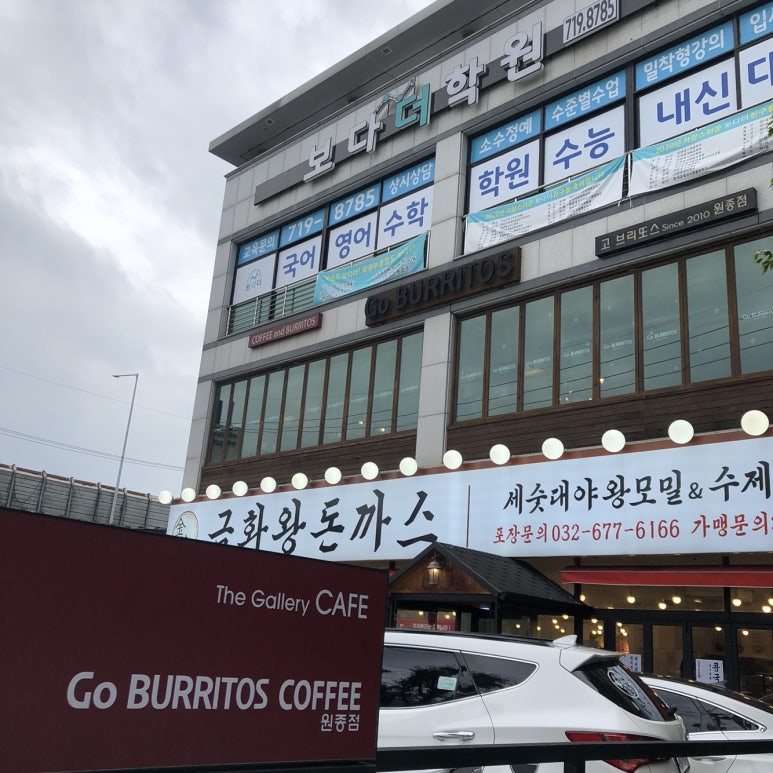 719.8785
보다더학원
밀착형강의
소수정예 수준별수업
내신
학원 수능
교육문의 719-8785 상시상담
국어 영어 수학
보다더
고 브리또스 Since 2010 원종점
Go BURRITOS
COFFEE and BURRITOS
금화왕돈까스
세숫대야왕모밀 & 수제
포장문의 032-677-6166 가맹문의
The Gallery CAFE
Go BURRITOS COFFEE
원종점